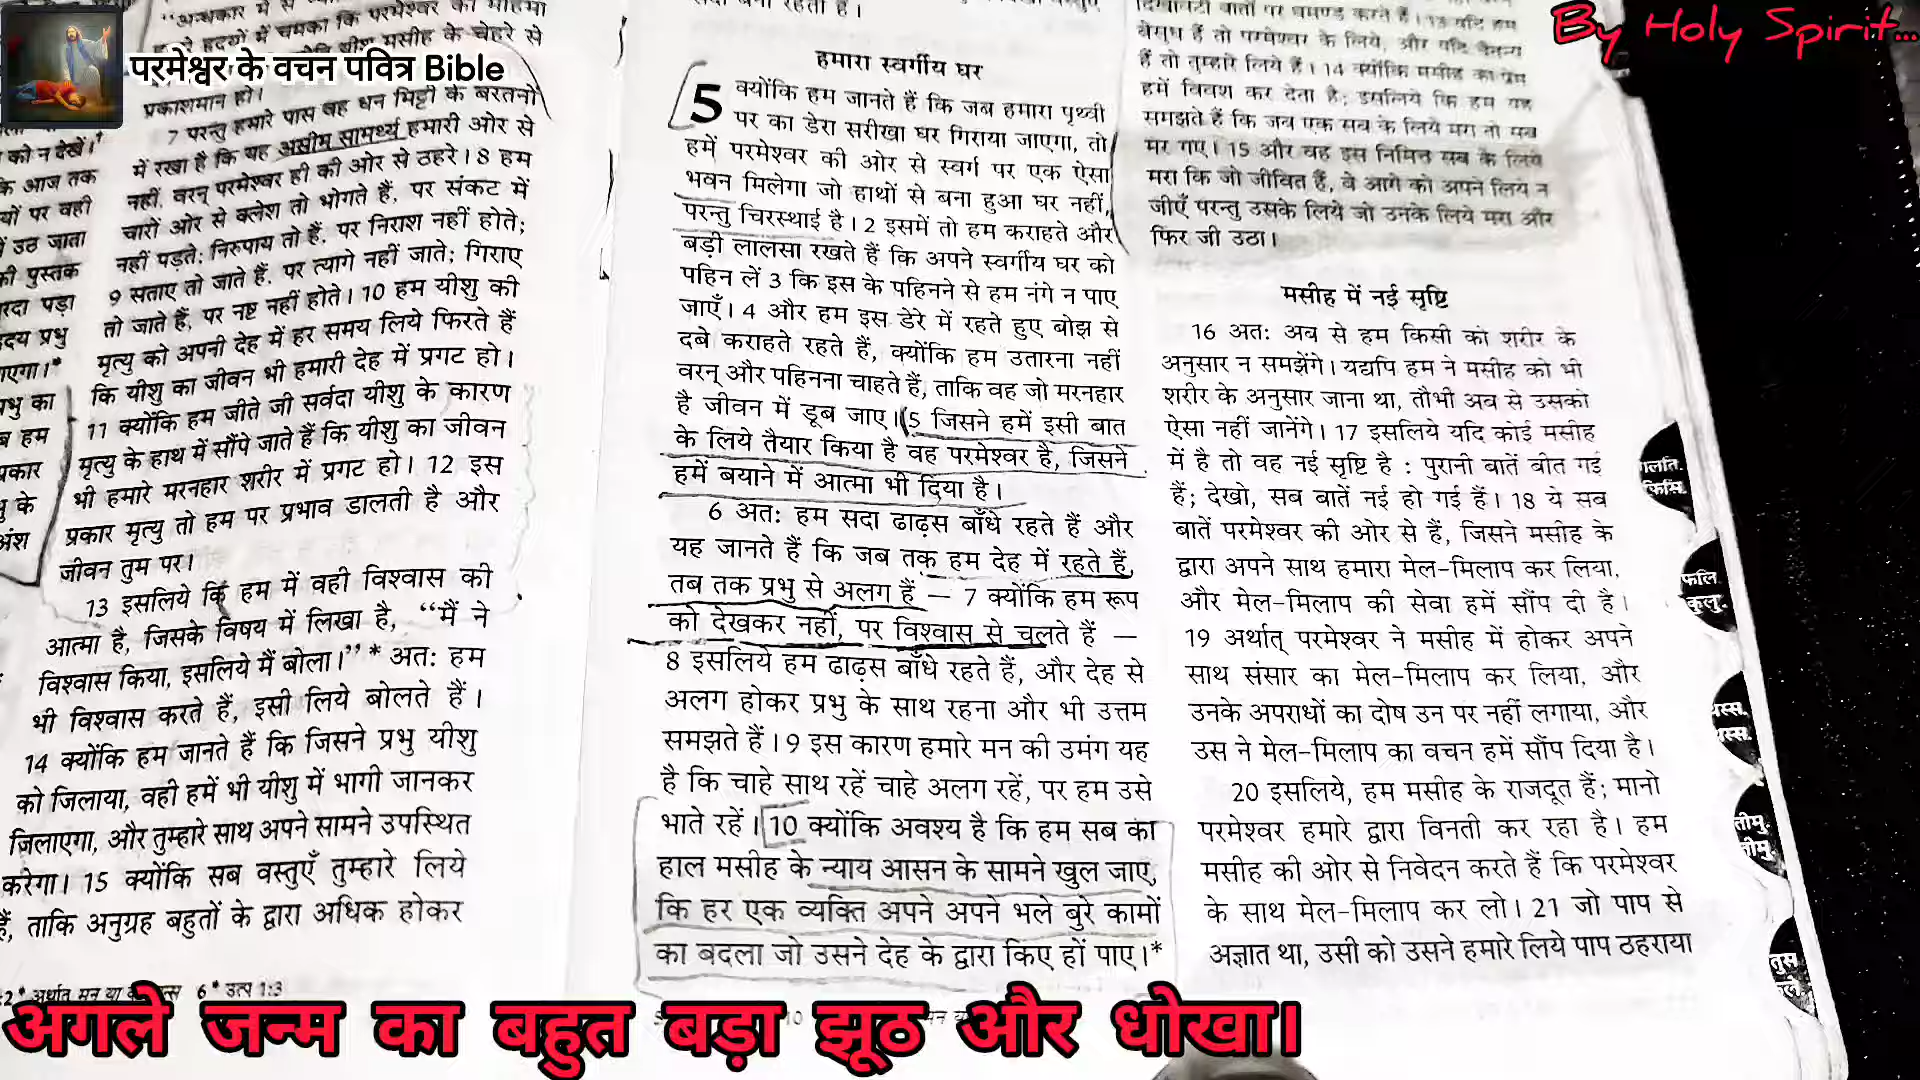 By Holy Spirit...
परमेश्वर के वचन पवित्र Bible
प्रकाशमान हो।
7 परन्तु हमारे पास यह धन मिट्टी के बरतनों
में रखा है कि यह असीम सामर्थ्य हमारी ओर से
नहीं, वरन् परमेश्वर ही की ओर से ठहरे। 8 हम
चारों ओर से क्लेश तो भोगते हैं, पर संकट में
नहीं पड़ते; निरुपाय तो हैं, पर निराश नहीं होते;
9 सताए तो जाते हैं, पर त्यागे नहीं जाते; गिराए
तो जाते हैं, पर नष्ट नहीं होते। 10 हम यीशु की
मृत्यु को अपनी देह में हर समय लिये फिरते हैं
कि यीशु का जीवन भी हमारी देह में प्रगट हो।
11 क्योंकि हम जीते जी सर्वदा यीशु के कारण
मृत्यु के हाथ में सौंपे जाते हैं कि यीशु का जीवन
भी हमारे मरनहार शरीर में प्रगट हो। 12 इस
प्रकार मृत्यु तो हम पर प्रभाव डालती है और
जीवन तुम पर।
13 इसलिये कि हम में वही विश्वास की
आत्मा है, जिसके विषय में लिखा है, “मैं ने
विश्वास किया, इसलिये मैं बोला।”* अतः हम
भी विश्वास करते हैं, इसी लिये बोलते हैं।
14 क्योंकि हम जानते हैं कि जिसने प्रभु यीशु
को जिलाया, वही हमें भी यीशु में भागी जानकर
जिलाएगा, और तुम्हारे साथ अपने सामने उपस्थित
करेगा। 15 क्योंकि सब वस्तुएँ तुम्हारे लिये
हैं, ताकि अनुग्रह बहुतों के द्वारा अधिक होकर
हमारा स्वर्गीय घर
5 क्योंकि हम जानते हैं कि जब हमारा पृथ्वी
पर का डेरा सरीखा घर गिराया जाएगा, तो
हमें परमेश्वर की ओर से स्वर्ग पर एक ऐसा
भवन मिलेगा जो हाथों से बना हुआ घर नहीं,
परन्तु चिरस्थाई है। 2 इसमें तो हम कराहते और
बड़ी लालसा रखते हैं कि अपने स्वर्गीय घर को
पहिन लें 3 कि इस के पहिनने से हम नंगे न पाए
जाएँ। 4 और हम इस डेरे में रहते हुए बोझ से
दबे कराहते रहते हैं, क्योंकि हम उतारना नहीं
वरन् और पहिनना चाहते हैं, ताकि वह जो मरनहार
है जीवन में डूब जाए। 5 जिसने हमें इसी बात
के लिये तैयार किया है वह परमेश्वर है, जिसने
हमें बयाने में आत्मा भी दिया है।
6 अतः हम सदा ढाढ़स बाँधे रहते हैं और
यह जानते हैं कि जब तक हम देह में रहते हैं,
तब तक प्रभु से अलग हैं — 7 क्योंकि हम रूप
को देखकर नहीं, पर विश्वास से चलते हैं —
8 इसलिये हम ढाढ़स बाँधे रहते हैं, और देह से
अलग होकर प्रभु के साथ रहना और भी उत्तम
समझते हैं। 9 इस कारण हमारे मन की उमंग यह
है कि चाहे साथ रहें चाहे अलग रहें, पर हम उसे
भाते रहें। 10 क्योंकि अवश्य है कि हम सब का
हाल मसीह के न्याय आसन के सामने खुल जाए,
कि हर एक व्यक्ति अपने अपने भले बुरे कामों
का बदला जो उसने देह के द्वारा किए हों पाए।*
हैं तो तुम्हारे लिये हैं। 14 क्योंकि मसीह का प्रेम
हमें विवश कर देता है; इसलिये कि हम यह
समझते हैं कि जब एक सब के लिये मरा तो सब
मर गए। 15 और वह इस निमित्त सब के लिये
मरा कि जो जीवित हैं, वे आगे को अपने लिये न
जीएँ परन्तु उसके लिये जो उनके लिये मरा और
फिर जी उठा।
मसीह में नई सृष्टि
16 अतः अब से हम किसी को शरीर के
अनुसार न समझेंगे। यद्यपि हम ने मसीह को भी
शरीर के अनुसार जाना था, तौभी अब से उसको
ऐसा नहीं जानेंगे। 17 इसलिये यदि कोई मसीह
में है तो वह नई सृष्टि है : पुरानी बातें बीत गई
हैं; देखो, सब बातें नई हो गई हैं। 18 ये सब
बातें परमेश्वर की ओर से हैं, जिसने मसीह के
द्वारा अपने साथ हमारा मेल-मिलाप कर लिया,
और मेल-मिलाप की सेवा हमें सौंप दी है।
19 अर्थात् परमेश्वर ने मसीह में होकर अपने
साथ संसार का मेल-मिलाप कर लिया, और
उनके अपराधों का दोष उन पर नहीं लगाया, और
उस ने मेल-मिलाप का वचन हमें सौंप दिया है।
20 इसलिये, हम मसीह के राजदूत हैं; मानो
परमेश्वर हमारे द्वारा विनती कर रहा है। हम
मसीह की ओर से निवेदन करते हैं कि परमेश्वर
के साथ मेल-मिलाप कर लो। 21 जो पाप से
अज्ञात था, उसी को उसने हमारे लिये पाप ठहराया
गलति.
फिलि.
कुलु.
तीमु.
तीमु.
6* उत्प 1:3
अगले जन्म का बहुत बड़ा झूठ और धोखा।